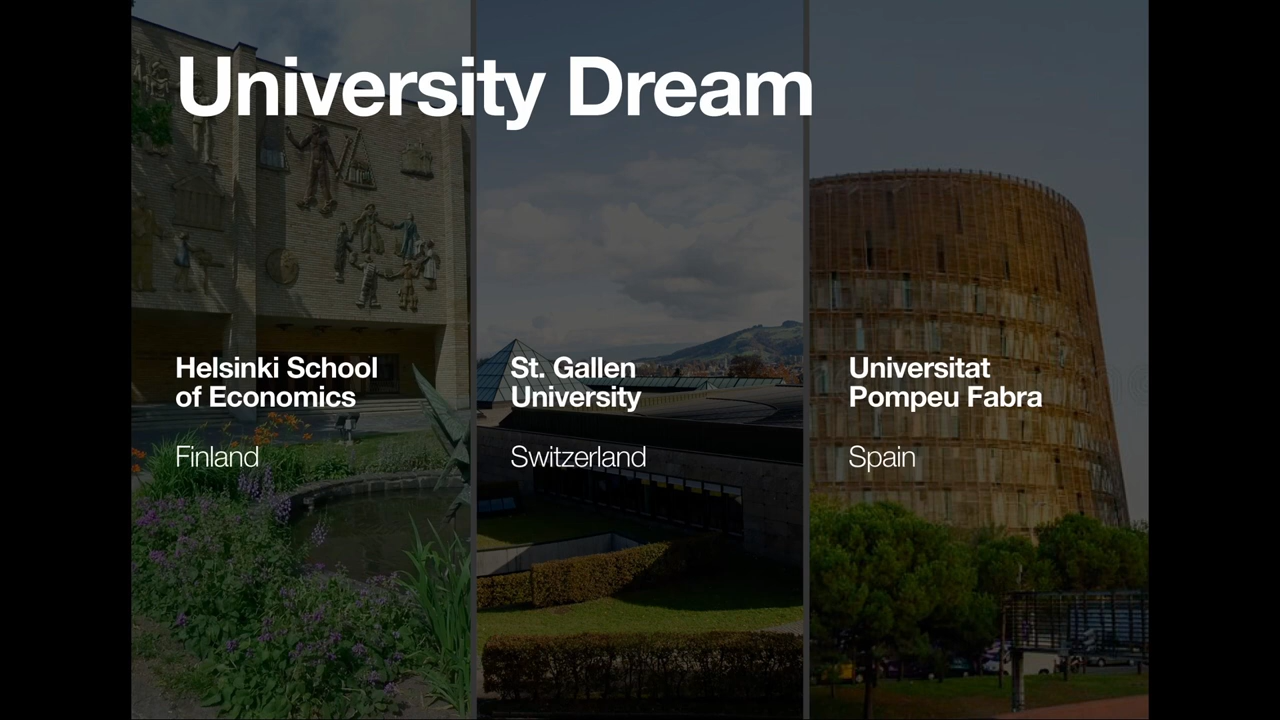 University Dream
Helsinki School
of Economics
Finland
St. Gallen
University
Switzerland
Universitat
Pompeu Fabra
Spain